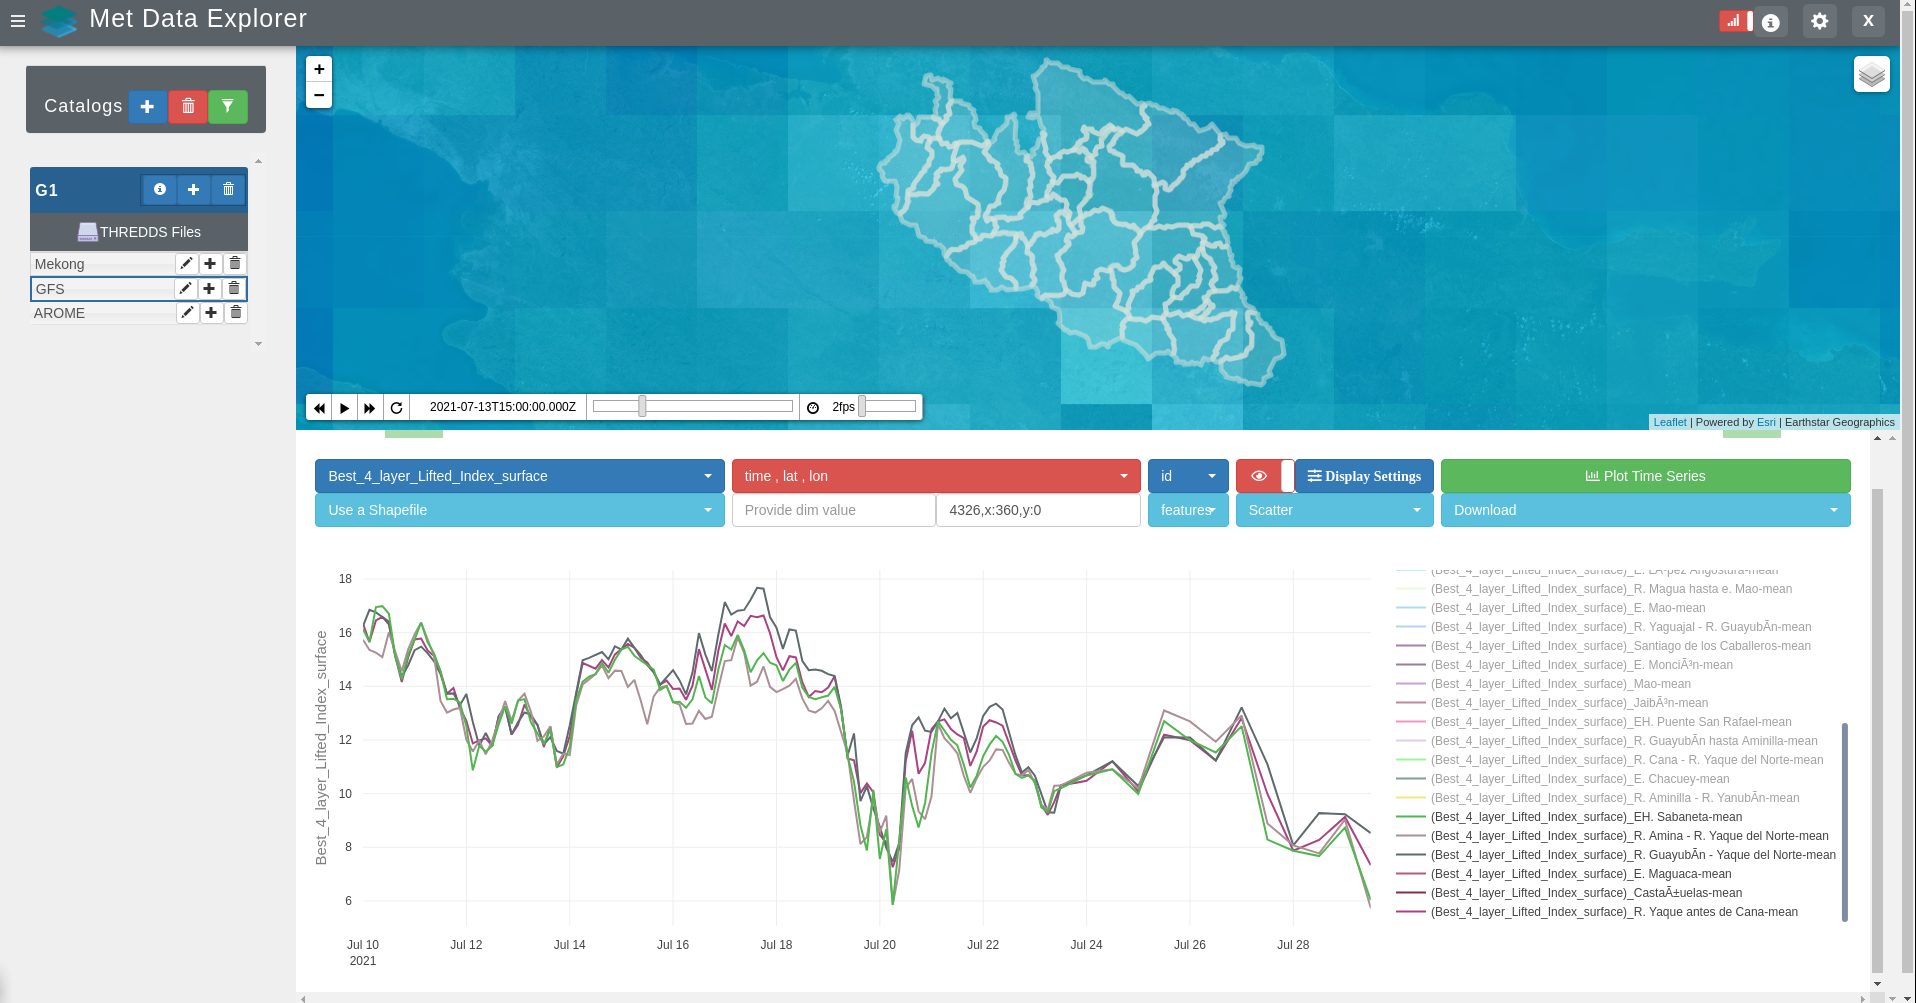 Met Data Explorer
X
Catalogs
G1
THREDDS Files
Mekong
GFS
AROME
+
−
2021-07-13T15:00:00.000Z
2fps
Leaflet | Powered by Esri | Earthstar Geographics
Best_4_layer_Lifted_Index_surface
time , lat , lon
id
Display Settings
Plot Time Series
Use a Shapefile
Provide dim value
4326,x:360,y:0
features
Scatter
Download
Best_4_layer_Lifted_Index_surface
18
16
14
12
10
8
6
Jul 10
2021
Jul 12
Jul 14
Jul 16
Jul 18
Jul 20
Jul 22
Jul 24
Jul 26
Jul 28
(Best_4_layer_Lifted_Index_surface)_E. LÃ³pez Angostura-mean
(Best_4_layer_Lifted_Index_surface)_R. Magua hasta e. Mao-mean
(Best_4_layer_Lifted_Index_surface)_E. Mao-mean
(Best_4_layer_Lifted_Index_surface)_R. Yaguajal - R. GuayubÃn-mean
(Best_4_layer_Lifted_Index_surface)_Santiago de los Caballeros-mean
(Best_4_layer_Lifted_Index_surface)_E. MonciÃ³n-mean
(Best_4_layer_Lifted_Index_surface)_Mao-mean
(Best_4_layer_Lifted_Index_surface)_JaibÃ³n-mean
(Best_4_layer_Lifted_Index_surface)_EH. Puente San Rafael-mean
(Best_4_layer_Lifted_Index_surface)_R. GuayubÃn hasta Aminilla-mean
(Best_4_layer_Lifted_Index_surface)_R. Cana - R. Yaque del Norte-mean
(Best_4_layer_Lifted_Index_surface)_E. Chacuey-mean
(Best_4_layer_Lifted_Index_surface)_R. Aminilla - R. YanubÃn-mean
(Best_4_layer_Lifted_Index_surface)_EH. Sabaneta-mean
(Best_4_layer_Lifted_Index_surface)_R. Amina - R. Yaque del Norte-mean
(Best_4_layer_Lifted_Index_surface)_R. GuayubÃn - Yaque del Norte-mean
(Best_4_layer_Lifted_Index_surface)_E. Maguaca-mean
(Best_4_layer_Lifted_Index_surface)_CastaÃ±uelas-mean
(Best_4_layer_Lifted_Index_surface)_R. Yaque antes de Cana-mean